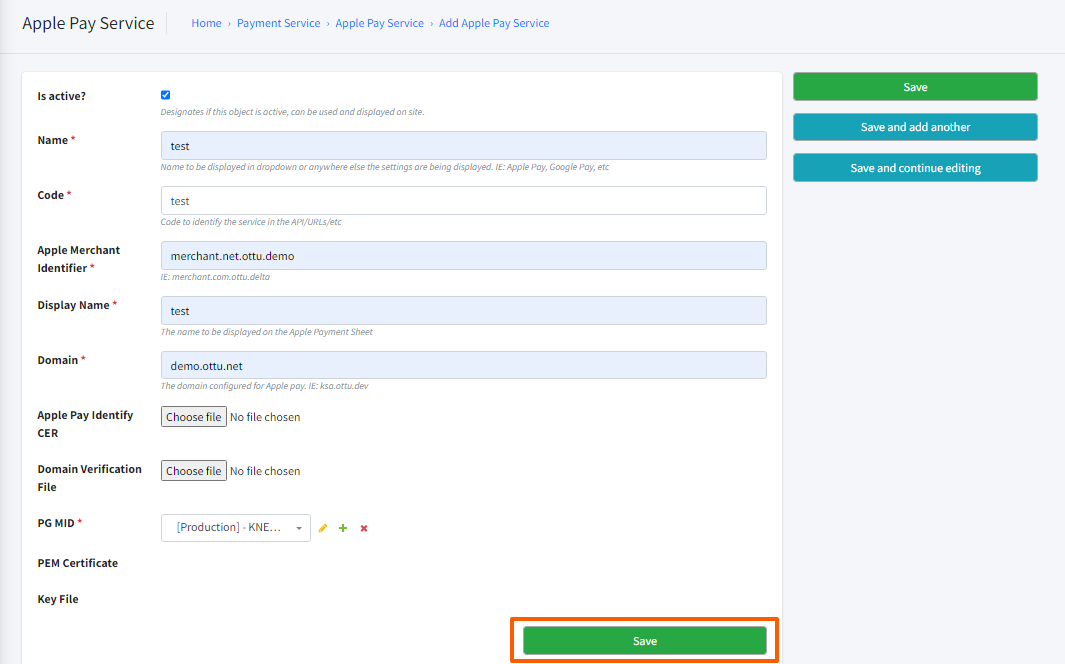 Apple Pay Service
Home › Payment Service › Apple Pay Service › Add Apple Pay Service
Is active?
Designates if this object is active, can be used and displayed on site.
Name *
test
Name to be displayed in dropdown or anywhere else the settings are being displayed. IE: Apple Pay, Google Pay, etc
Code *
test
Code to identify the service in the API/URLs/etc
Apple Merchant
Identifier *
merchant.net.ottu.demo
IE: merchant.com.ottu.delta
Display Name *
test
The name to be displayed on the Apple Payment Sheet
Domain *
demo.ottu.net
The domain configured for Apple pay. IE: ksa.ottu.dev
Apple Pay Identify
CER
Choose file No file chosen
Domain Verification
File
Choose file No file chosen
PG MID *
[Production] - KNE...
PEM Certificate
Key File
Save
Save
Save and add another
Save and continue editing